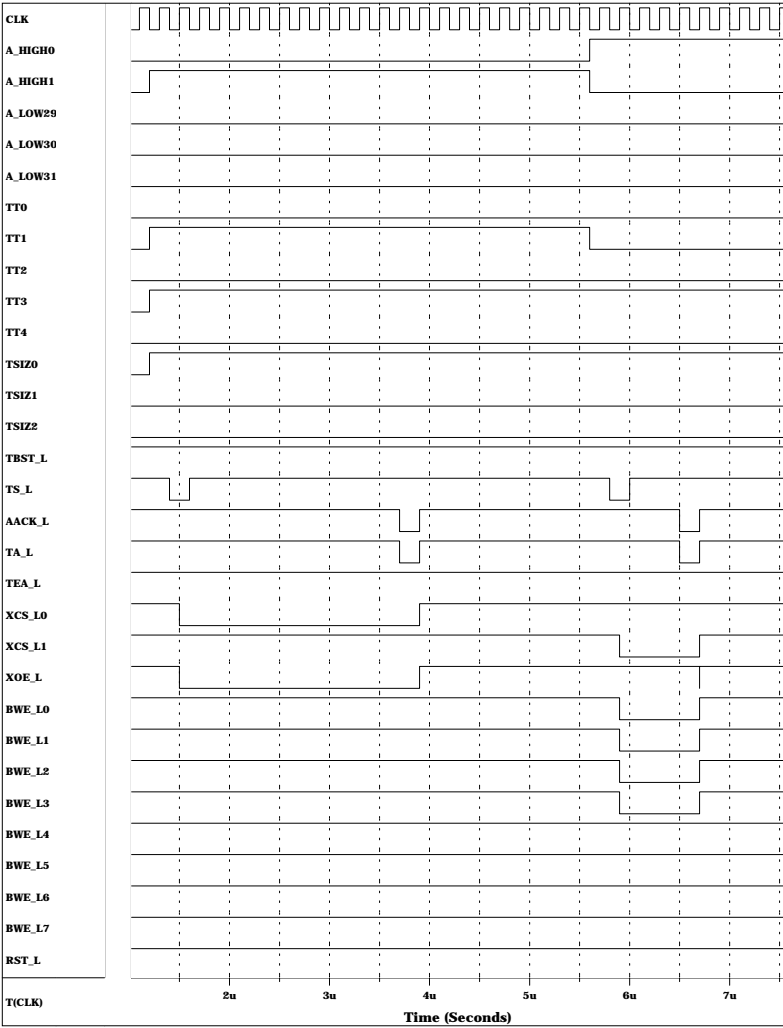 CLK
A_HIGH0
A_HIGH1
A_LOW29
A_LOW30
A_LOW31
TT0
TT1
TT2
TT3
TT4
TSIZ0
TSIZ1
TSIZ2
TBST_L
TS_L
AACK_L
TA_L
TEA_L
XCS_L0
XCS_L1
XOE_L
BWE_L0
BWE_L1
BWE_L2
BWE_L3
BWE_L4
BWE_L5
BWE_L6
BWE_L7
RST_L
T(CLK) 2u 3u 4u 5u 6u 7u
Time (Seconds)